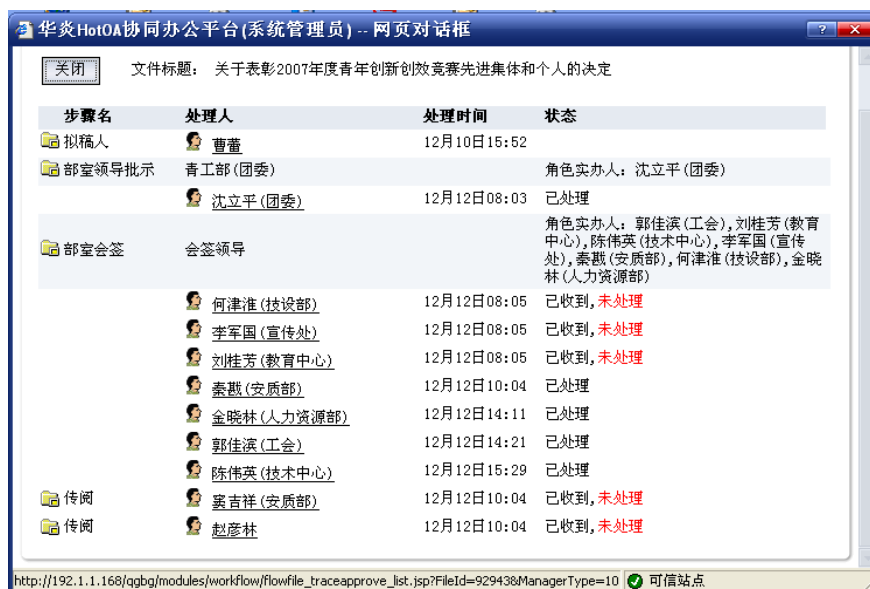 华炎HotOA协同办公平台(系统管理员) -- 网页对话框
关闭 文件标题: 关于表彰2007年度青年创新创效竞赛先进集体和个人的决定
步骤名 处理人 处理时间 状态
拟稿人 曹蕾 12月10日15:52
部室领导批示 青工部(团委) 角色实办人: 沈立平(团委)
沈立平(团委) 12月12日08:03 已处理
部室会签 会签领导 角色实办人: 郭佳滨(工会),刘桂芳(教育
中心),陈伟英(技术中心),李军国(宣传
处),秦戡(安质部),何津淮(技设部),金晓
林(人力资源部)
何津淮(技设部) 12月12日08:05 已收到,未处理
李军国(宣传处) 12月12日08:05 已收到,未处理
刘桂芳(教育中心) 12月12日08:05 已收到,未处理
秦戡(安质部) 12月12日10:04 已处理
金晓林(人力资源部) 12月12日14:11 已处理
郭佳滨(工会) 12月12日14:21 已处理
陈伟英(技术中心) 12月12日15:29 已处理
传阅 窦吉祥(安质部) 12月12日10:04 已收到,未处理
传阅 赵彦林 12月12日10:04 已收到,未处理
http://192.1.1.168/qgbg/modules/workflow/flowfile_traceapprove_list.jsp?FileId=92943&ManagerType=10 可信站点